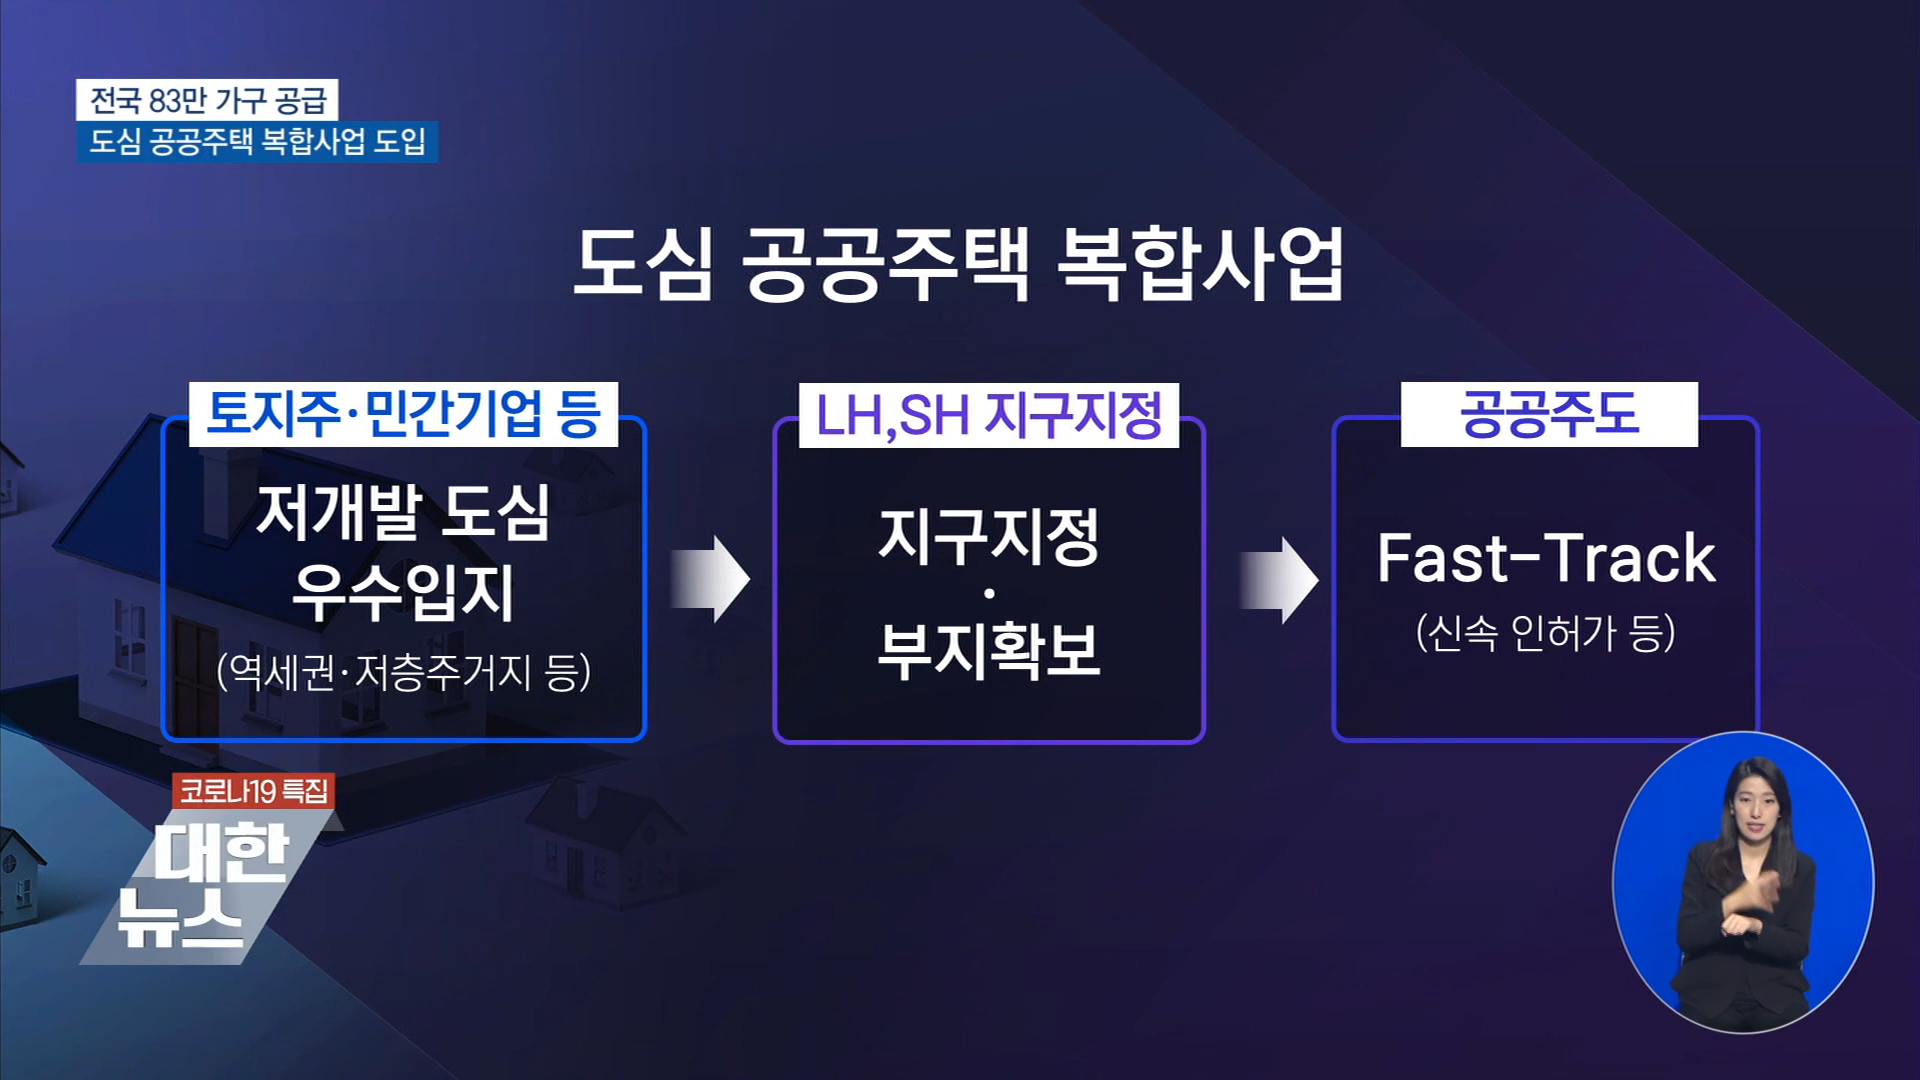 전국 83만 가구 공급
도심 공공주택 복합사업 도입
도심 공공주택 복합사업
토지주·민간기업 등
저개발 도심
우수입지
(역세권·저층주거지 등)
LH,SH 지구지정
지구지정
·
부지확보
공공주도
Fast-Track
(신속 인허가 등)
코로나19 특집
대한
뉴스